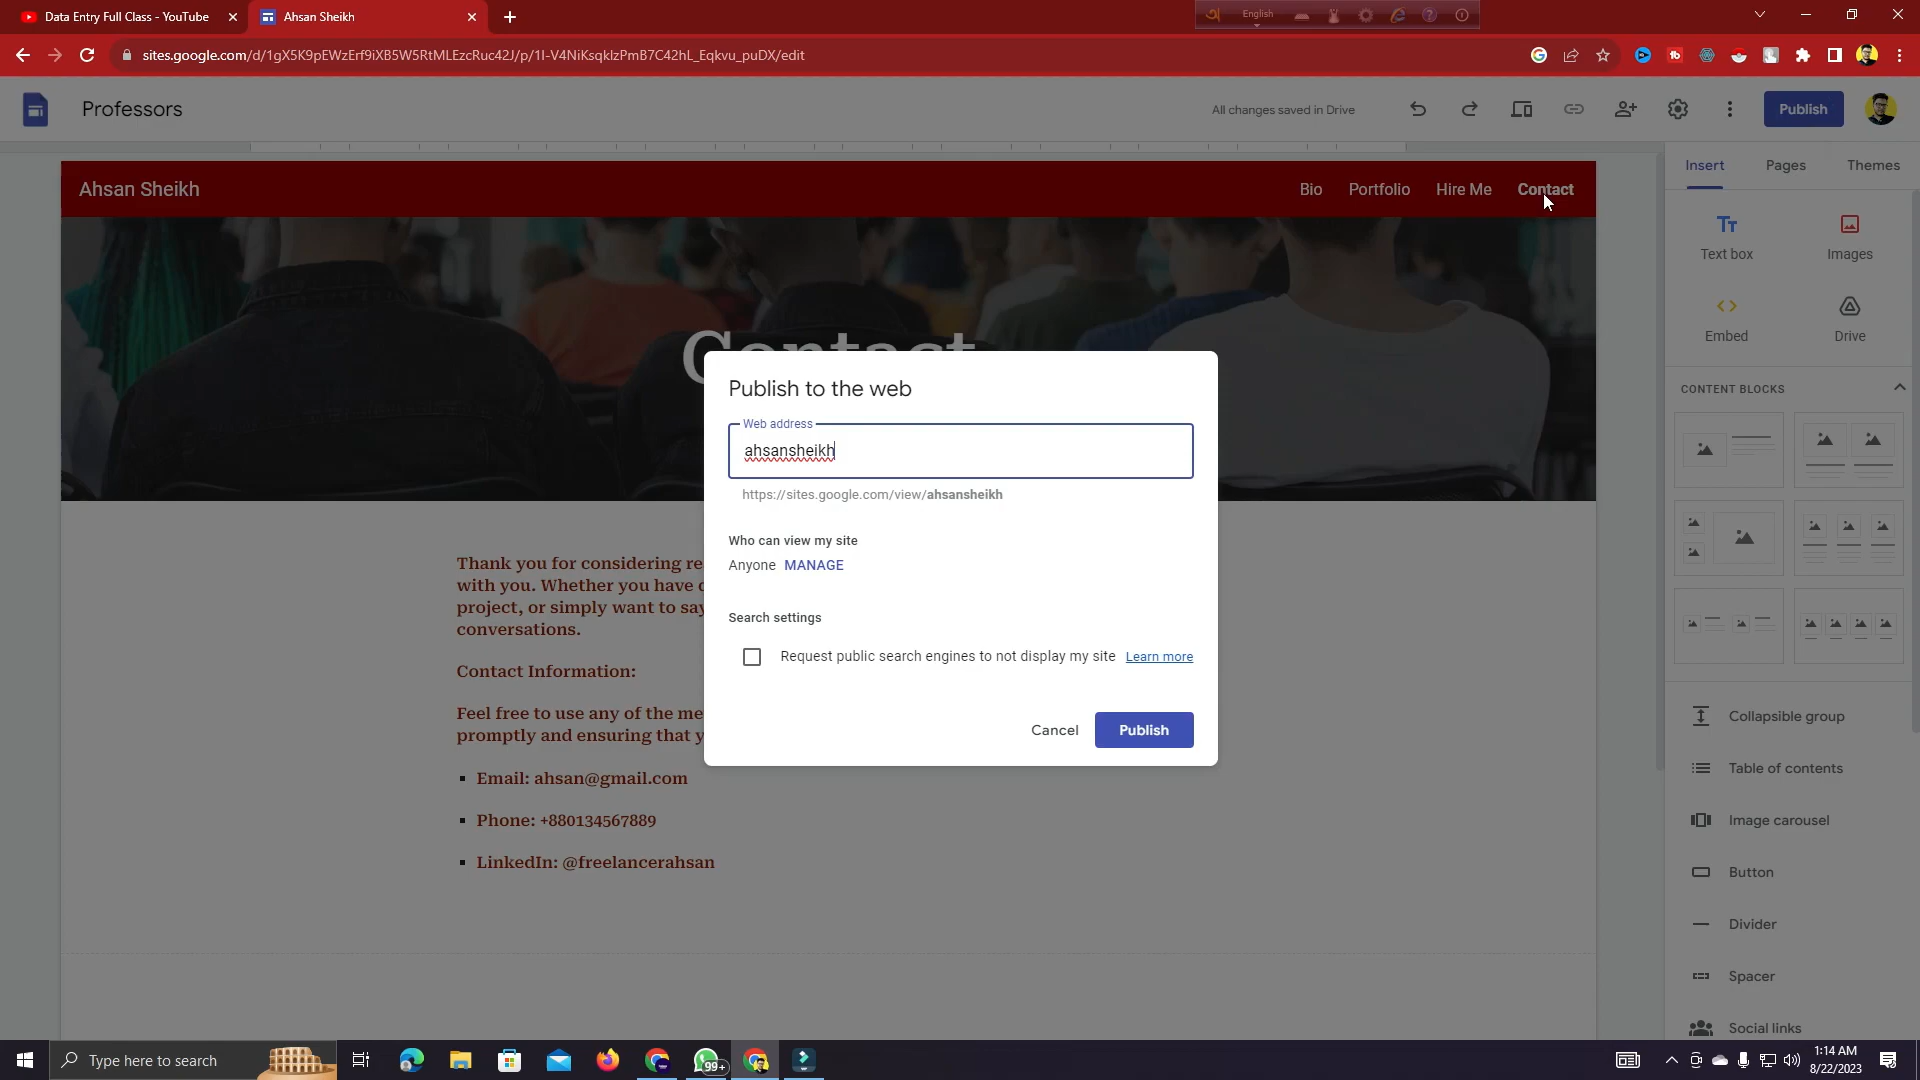 Data Entry Full Class - YouTube
Ahsan Sheikh
English
sites.google.com/d/1gX5K9pEWzErf9iXB5W5RtMLEzcRuc42J/p/1I-V4NiKsqklzPmB7C42hL_Eqkvu_puDX/edit
Professors
All changes saved in Drive
Publish
Ahsan Sheikh
Bio
Portfolio
Hire Me
Contact
Insert
Pages
Themes
Text box
Images
Embed
Drive
CONTENT BLOCKS
Publish to the web
Web address
ahsansheikh
https://sites.google.com/view/ahsansheikh
Who can view my site
Anyone MANAGE
Search settings
Request public search engines to not display my site Learn more
Cancel
Publish
Contact
Thank you for considering
with you. Whether you have
project, or simply want to
conversations.
Contact Information:
Feel free to use any of the
promptly and ensuring that
Email: ahsan@gmail.com
Phone: +880134567889
LinkedIn: @freelancerahsan
Collapsible group
Table of contents
Image carousel
Button
Divider
Spacer
Social links
Type here to search
99+
1:14 AM
8/22/2023